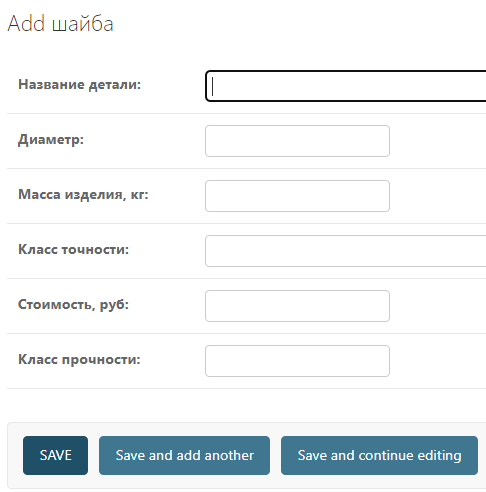 Add шайба
Название детали:
Диаметр:
Масса изделия, кг:
Класс точности:
Стоимость, руб:
Класс прочности:
SAVE Save and add another Save and continue editing